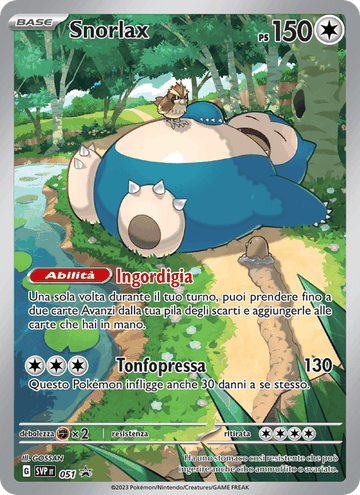 BASE Snorlax PS 150
Abilità Ingordigia
Una sola volta durante il tuo turno, puoi prendere fino a
due carte Avanzi dalla tua pila degli scarti e aggiungerle alle
carte che hai in mano.
Tonfopressa 130
Questo Pokémon infligge anche 30 danni a se stesso.
debolezza ×2 resistenza ritirata
Ill. GOSSAN
Ha uno stomaco così resistente che può
ingerire anche cibo ammuffito o avariato.
G SVP IT 051
©2023 Pokémon/Nintendo/Creatures/GAME FREAK